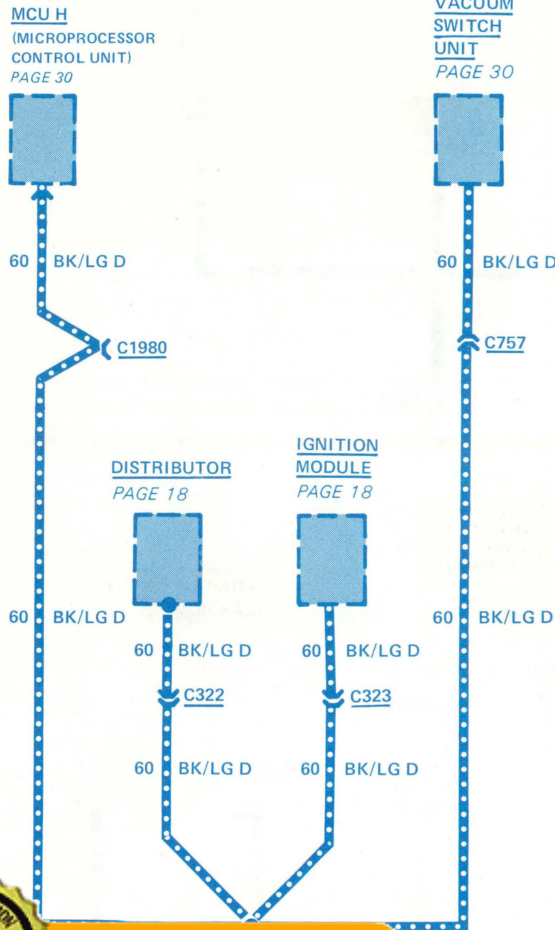 MCU H
(MICROPROCESSOR
CONTROL UNIT)
PAGE 30
VACUUM
SWITCH
UNIT
PAGE 30
60 BK/LG D
60 BK/LG D
C1980
C757
DISTRIBUTOR
PAGE 18
IGNITION
MODULE
PAGE 18
60 BK/LG D
60 BK/LG D
60 BK/LG D
60 BK/LG D
C322
C323
60 BK/LG D
60 BK/LG D